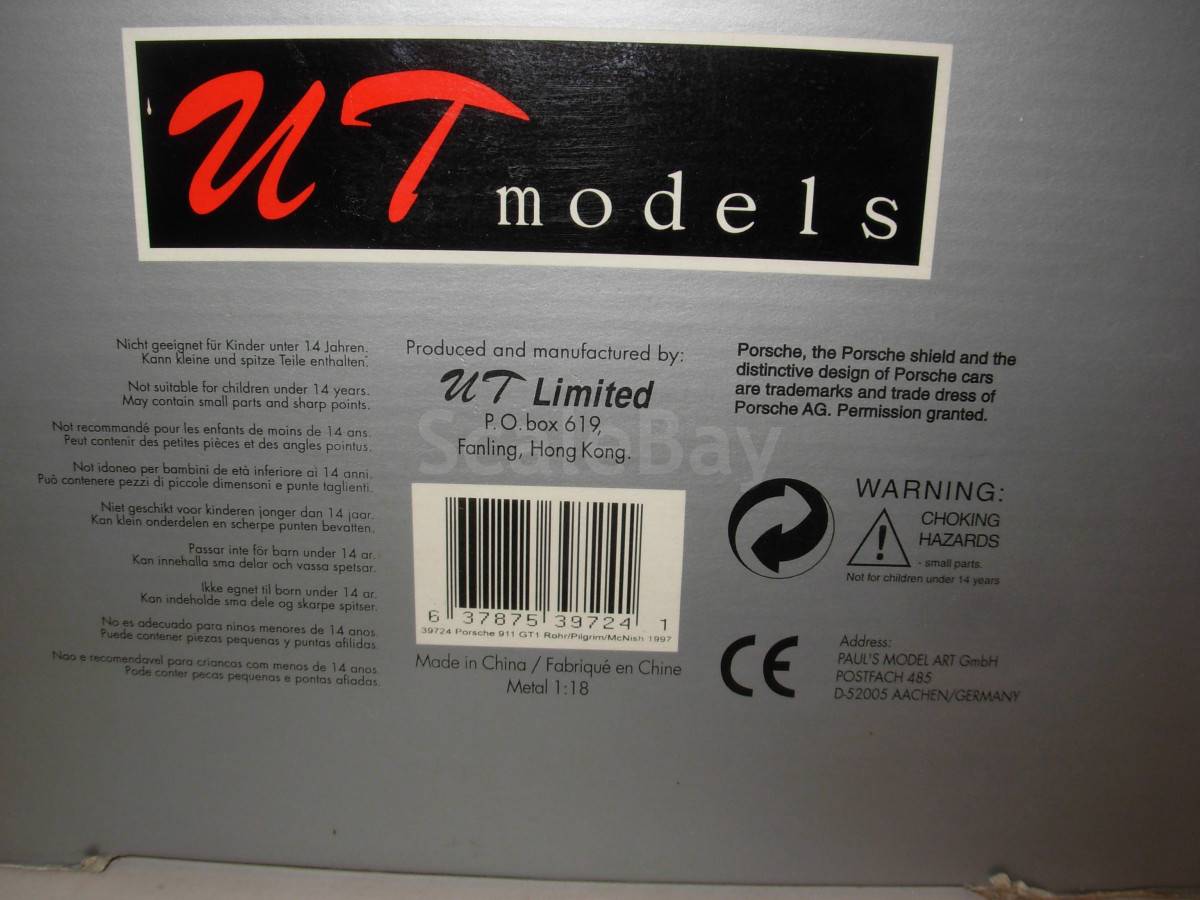 UT models
Nicht geeignet für Kinder unter 14 Jahren.
Kann kleine und spitze Teile enthalten.
Not suitable for children under 14 years.
May contain small parts and sharp points.
Not recommandé pour les enfants de moins de 14 ans.
Peut contenir des petites pièces et des angles pointus.
Not idoneo per bambini de età inferiore ai 14 anni.
Può contenere pezzi di piccole dimensoni e punte taglienti.
Niet geschikt voor kinderen jonger dan 14 jaar.
Kan klein onderdelen en scherpe punten bevatten.
Passar inte för barn under 14 ar.
Kan innehalla sma delar och vassa spetsar.
Ikke egnet til born under 14 ar.
Kan indeholde sma dele og skarpe spitser.
No es adecuado para ninos menores de 14 anos.
Puede contener piezas pequenas y puntas afilidas.
Nao e recomendavel para criancas com menos de 14 anos.
Pode conter pecas pequenas e pontas afiadas.
Produced and manufactured by:
UT Limited
P.O. box 619,
Fanling, Hong Kong.
ScaleBay
6 37875 39724 1
39724 Porsche 911 GT1 Rohr/Pilgrim/McNish 1997
Made in China / Fabriqué en Chine
Metal 1:18
Porsche, the Porsche shield and the
distinctive design of Porsche cars
are trademarks and trade dress of
Porsche AG. Permission granted.
WARNING:
CHOKING
HAZARDS
- small parts.
Not for children under 14 years
CE
Address:
PAUL'S MODEL ART GmbH
POSTFACH 485
D-52005 AACHEN/GERMANY